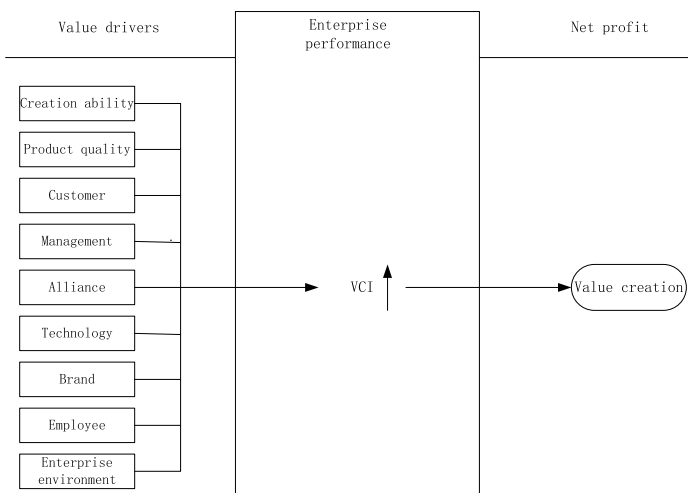 Value drivers
Enterprise
performance
Net profit
Creation ability
Product quality
Customer
Management
Alliance
Technology
Brand
Employee
Enterprise
environment
VCI
Value creation